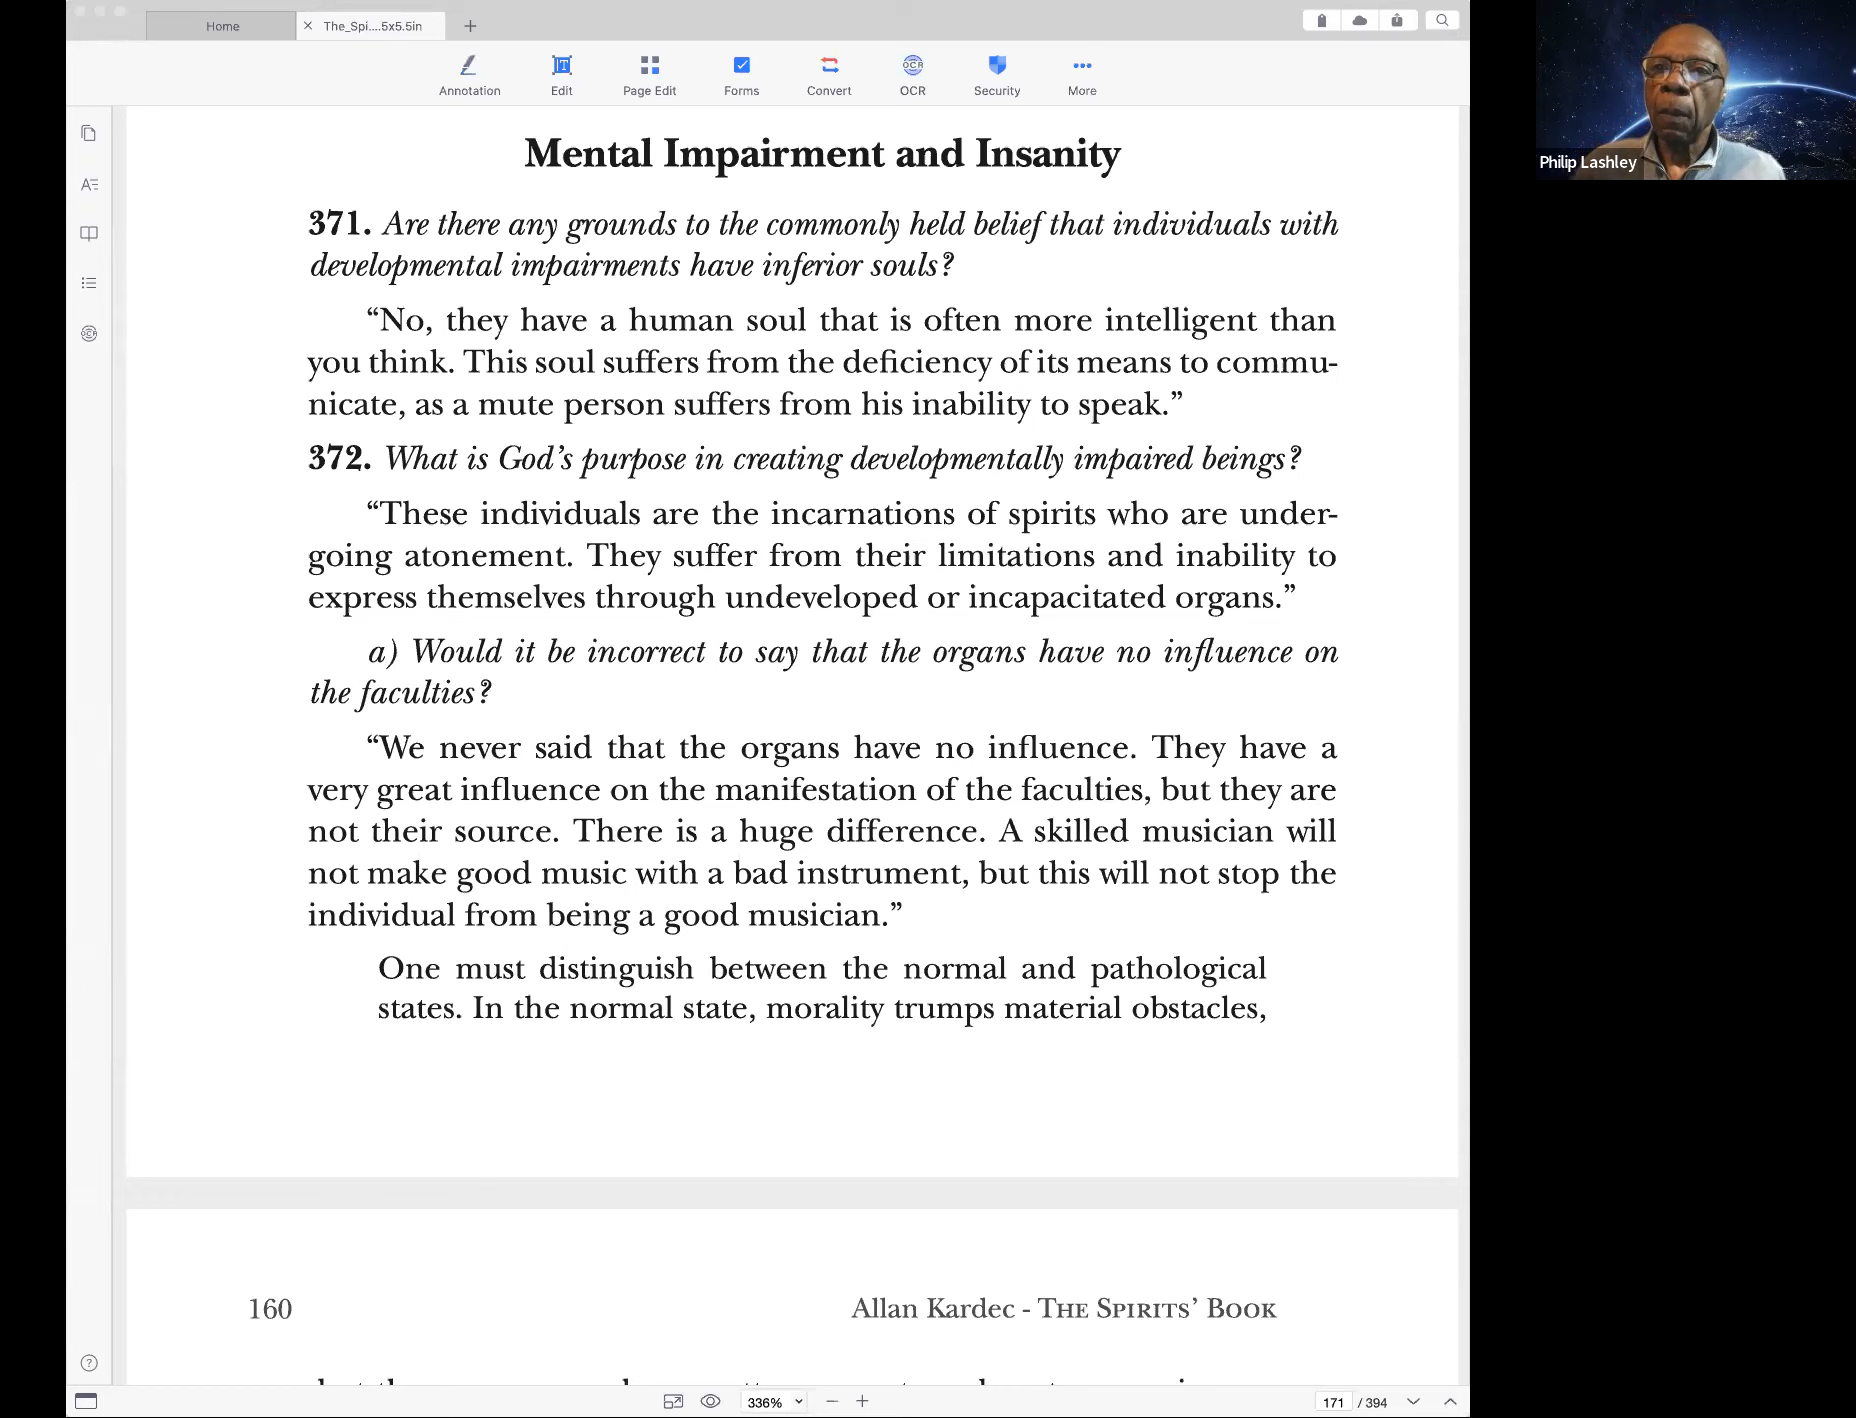 Home
The_Spi....5x5.5in
Annotation
Edit
Page Edit
Forms
Convert
OCR
Security
More
Philip Lashley
Mental Impairment and Insanity
371. Are there any grounds to the commonly held belief that individuals with
developmental impairments have inferior souls?
“No, they have a human soul that is often more intelligent than
you think. This soul suffers from the deficiency of its means to commu-
nicate, as a mute person suffers from his inability to speak.”
372. What is God’s purpose in creating developmentally impaired beings?
“These individuals are the incarnations of spirits who are under-
going atonement. They suffer from their limitations and inability to
express themselves through undeveloped or incapacitated organs.”
a) Would it be incorrect to say that the organs have no influence on
the faculties?
“We never said that the organs have no influence. They have a
very great influence on the manifestation of the faculties, but they are
not their source. There is a huge difference. A skilled musician will
not make good music with a bad instrument, but this will not stop the
individual from being a good musician.”
One must distinguish between the normal and pathological
states. In the normal state, morality trumps material obstacles,
160
Allan Kardec - THE SPIRITS’ BOOK
336%
171 / 394